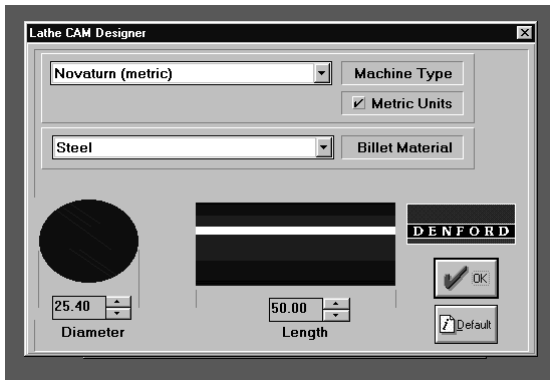 Lathe CAM Designer
Novaturn (metric)
Machine Type
Metric Units
Steel
Billet Material
DENFORD
OK
25.40
50.00
Default
Diameter
Length